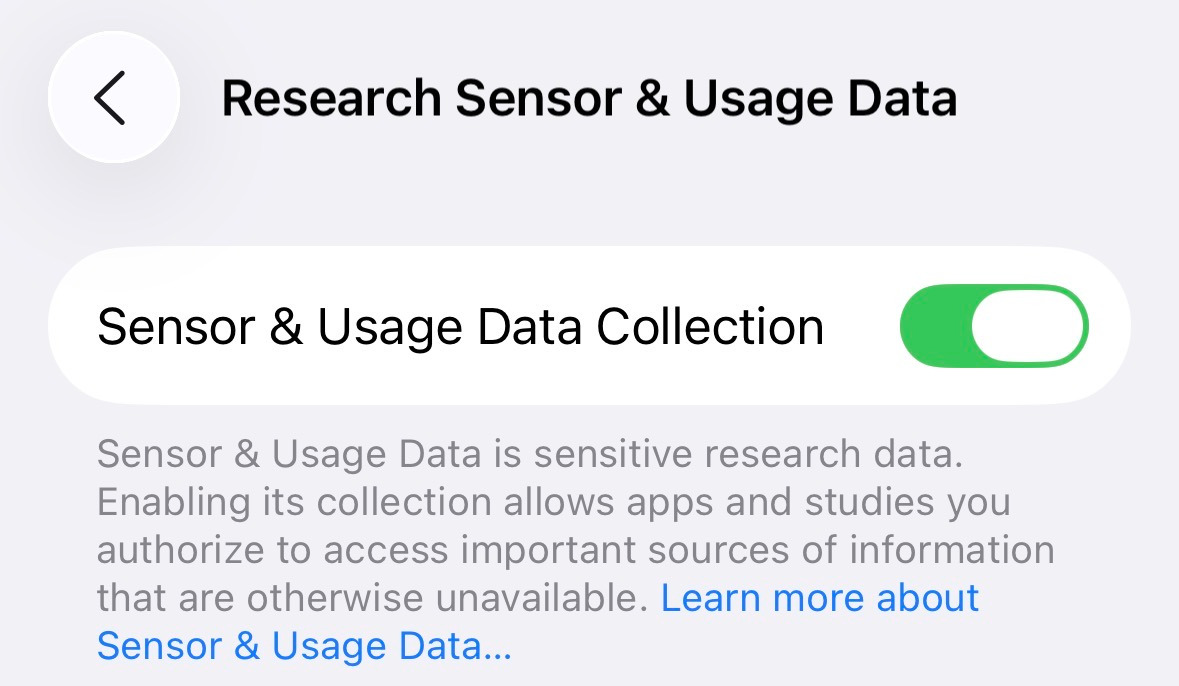 Research Sensor & Usage Data
Sensor & Usage Data Collection
Sensor & Usage Data is sensitive research data.
Enabling its collection allows apps and studies you
authorize to access important sources of information
that are otherwise unavailable. Learn more about
Sensor & Usage Data...